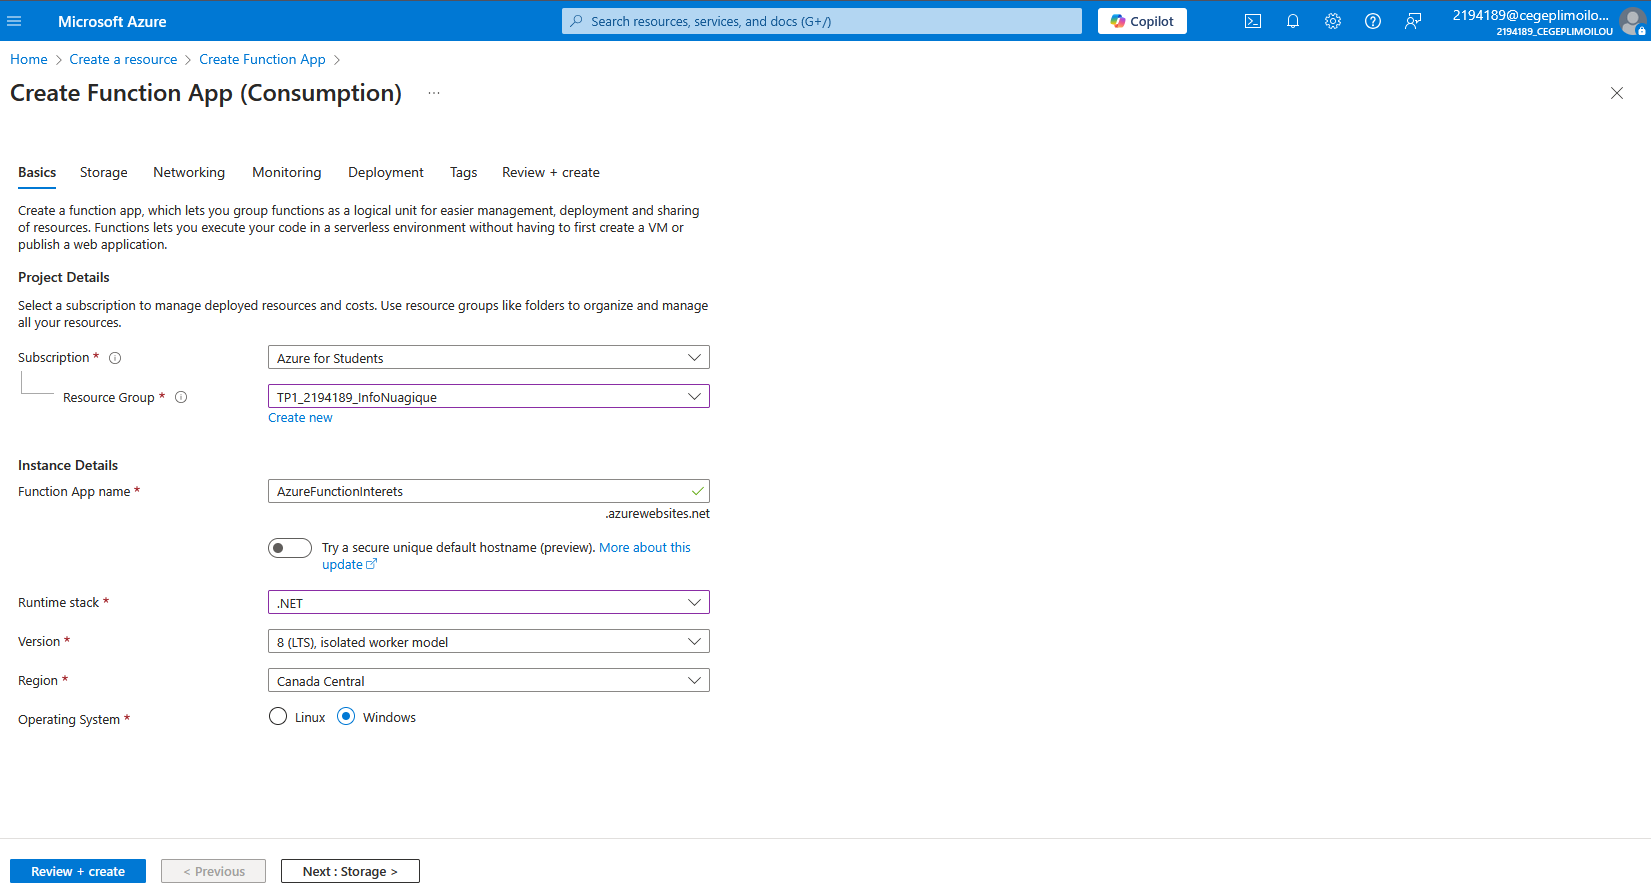 Microsoft Azure
Search resources, services, and docs (G+/)
Copilot
2194189@cegeplimoilo...
2194189_CEGEPLIMOILOU
Home > Create a resource > Create Function App >
Create Function App (Consumption) ...
Basics Storage Networking Monitoring Deployment Tags Review + create
Create a function app, which lets you group functions as a logical unit for easier management, deployment and sharing
of resources. Functions lets you execute your code in a serverless environment without having to first create a VM or
publish a web application.
Project Details
Select a subscription to manage deployed resources and costs. Use resource groups like folders to organize and manage
all your resources.
Subscription * Azure for Students
Resource Group * TP1_2194189_InfoNuagique
Create new
Instance Details
Function App name * AzureFunctionInterets
.azurewebsites.net
Try a secure unique default hostname (preview). More about this
update
Runtime stack * .NET
Version * 8 (LTS), isolated worker model
Region * Canada Central
Operating System * Linux Windows
Review + create < Previous Next : Storage >